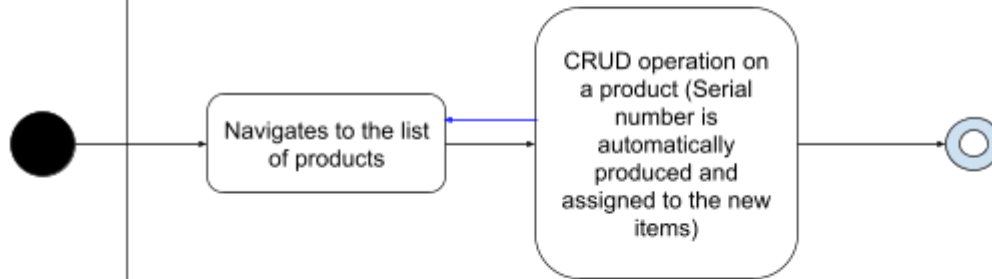 Navigates to the list
of products
CRUD operation on
a product (Serial
number is
automatically
produced and
assigned to the new
items)